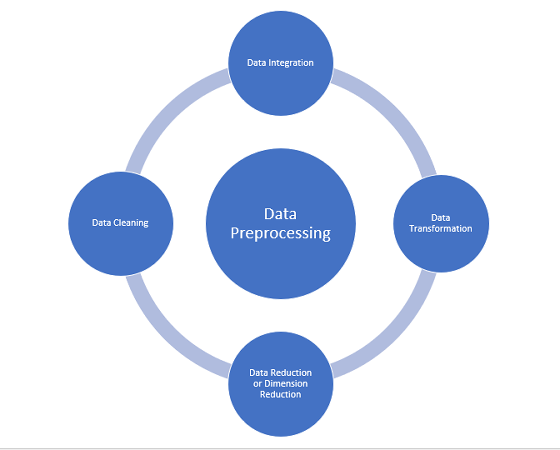 Data Integration
Data
Preprocessing
Data Cleaning
Data
Transformation
Data Reduction
or Dimension
Reduction